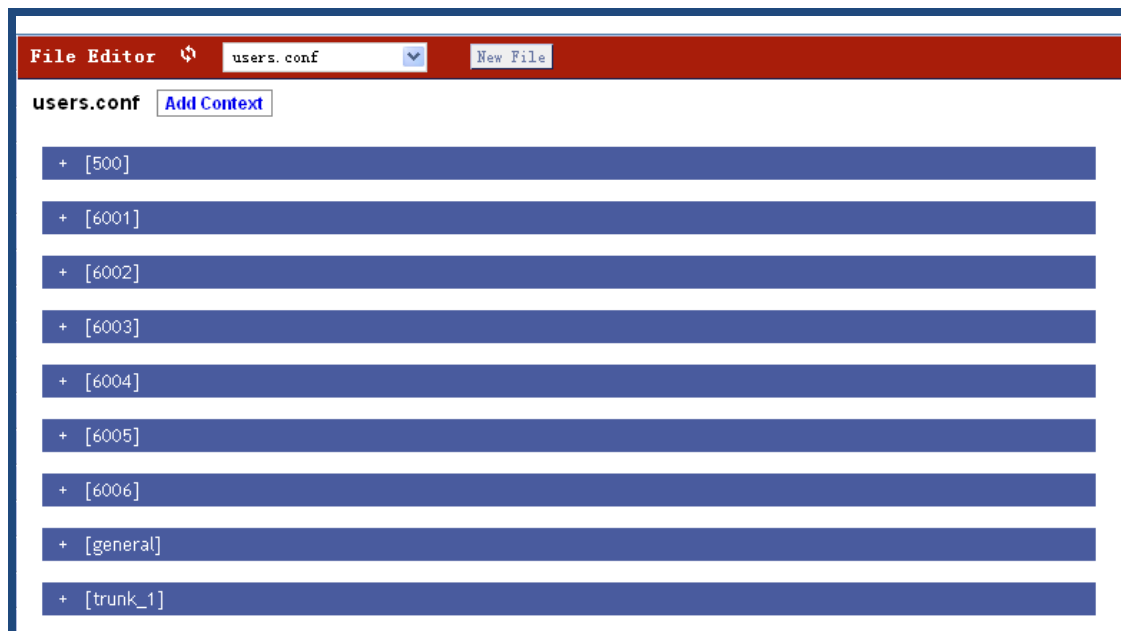 File Editor users.conf New File
users.conf Add Context
+ [500]
+ [6001]
+ [6002]
+ [6003]
+ [6004]
+ [6005]
+ [6006]
+ [general]
+ [trunk_1]